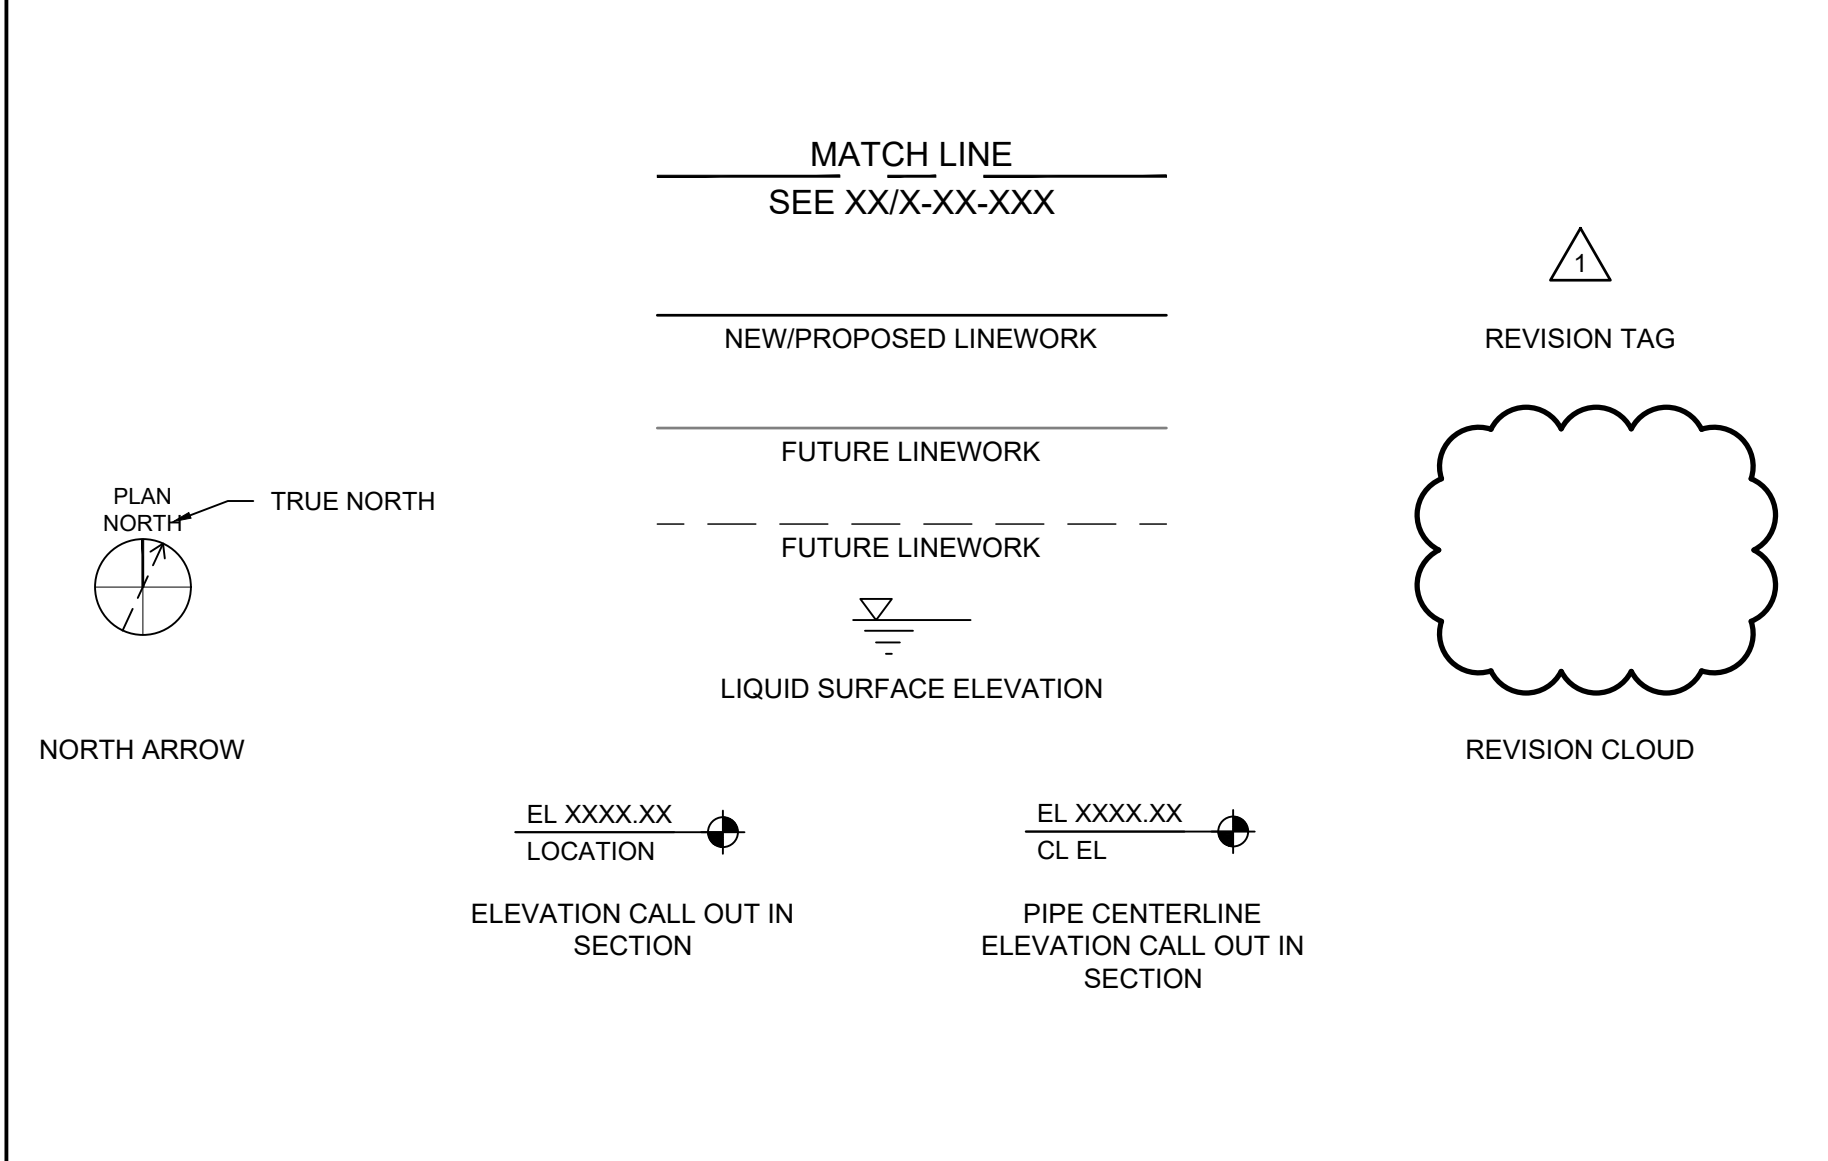 MATCH LINE
SEE XX/X-XX-XXX
1
NEW/PROPOSED LINEWORK
REVISION TAG
FUTURE LINEWORK
PLAN
NORTH
TRUE NORTH
FUTURE LINEWORK
LIQUID SURFACE ELEVATION
NORTH ARROW
REVISION CLOUD
EL XXXX.XX
LOCATION
ELEVATION CALL OUT IN
SECTION
EL XXXX.XX
CL EL
PIPE CENTERLINE
ELEVATION CALL OUT IN
SECTION